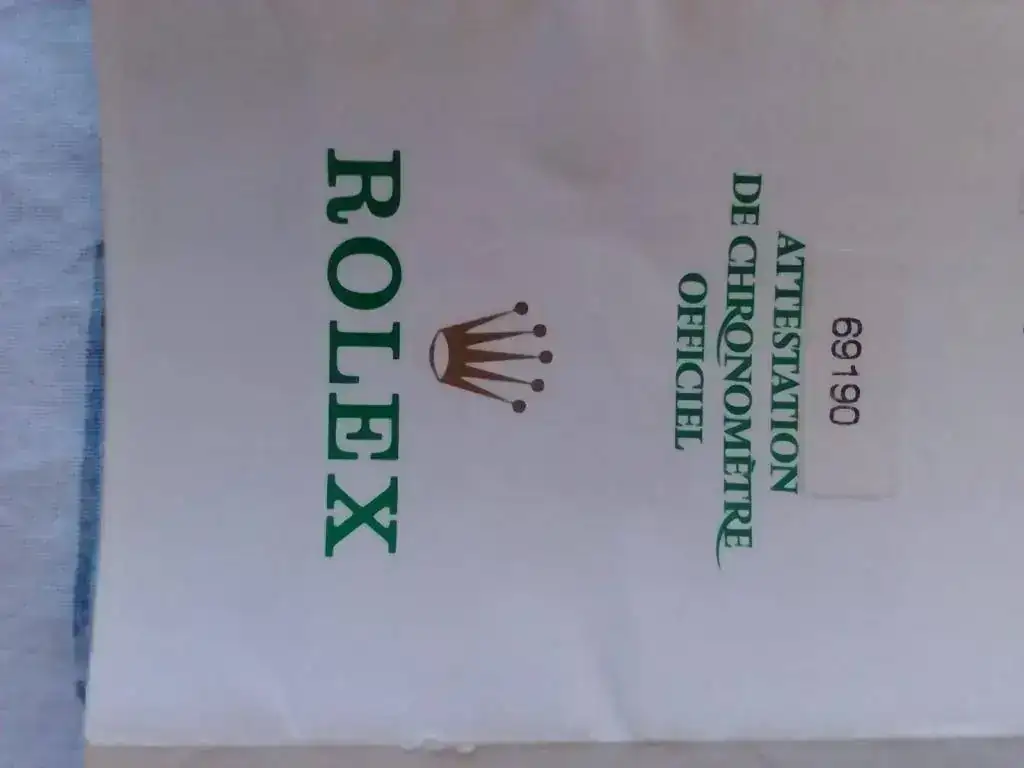 69190
ATTESTATION
DE CHRONOMÈTRE
OFFICIEL
ROLEX